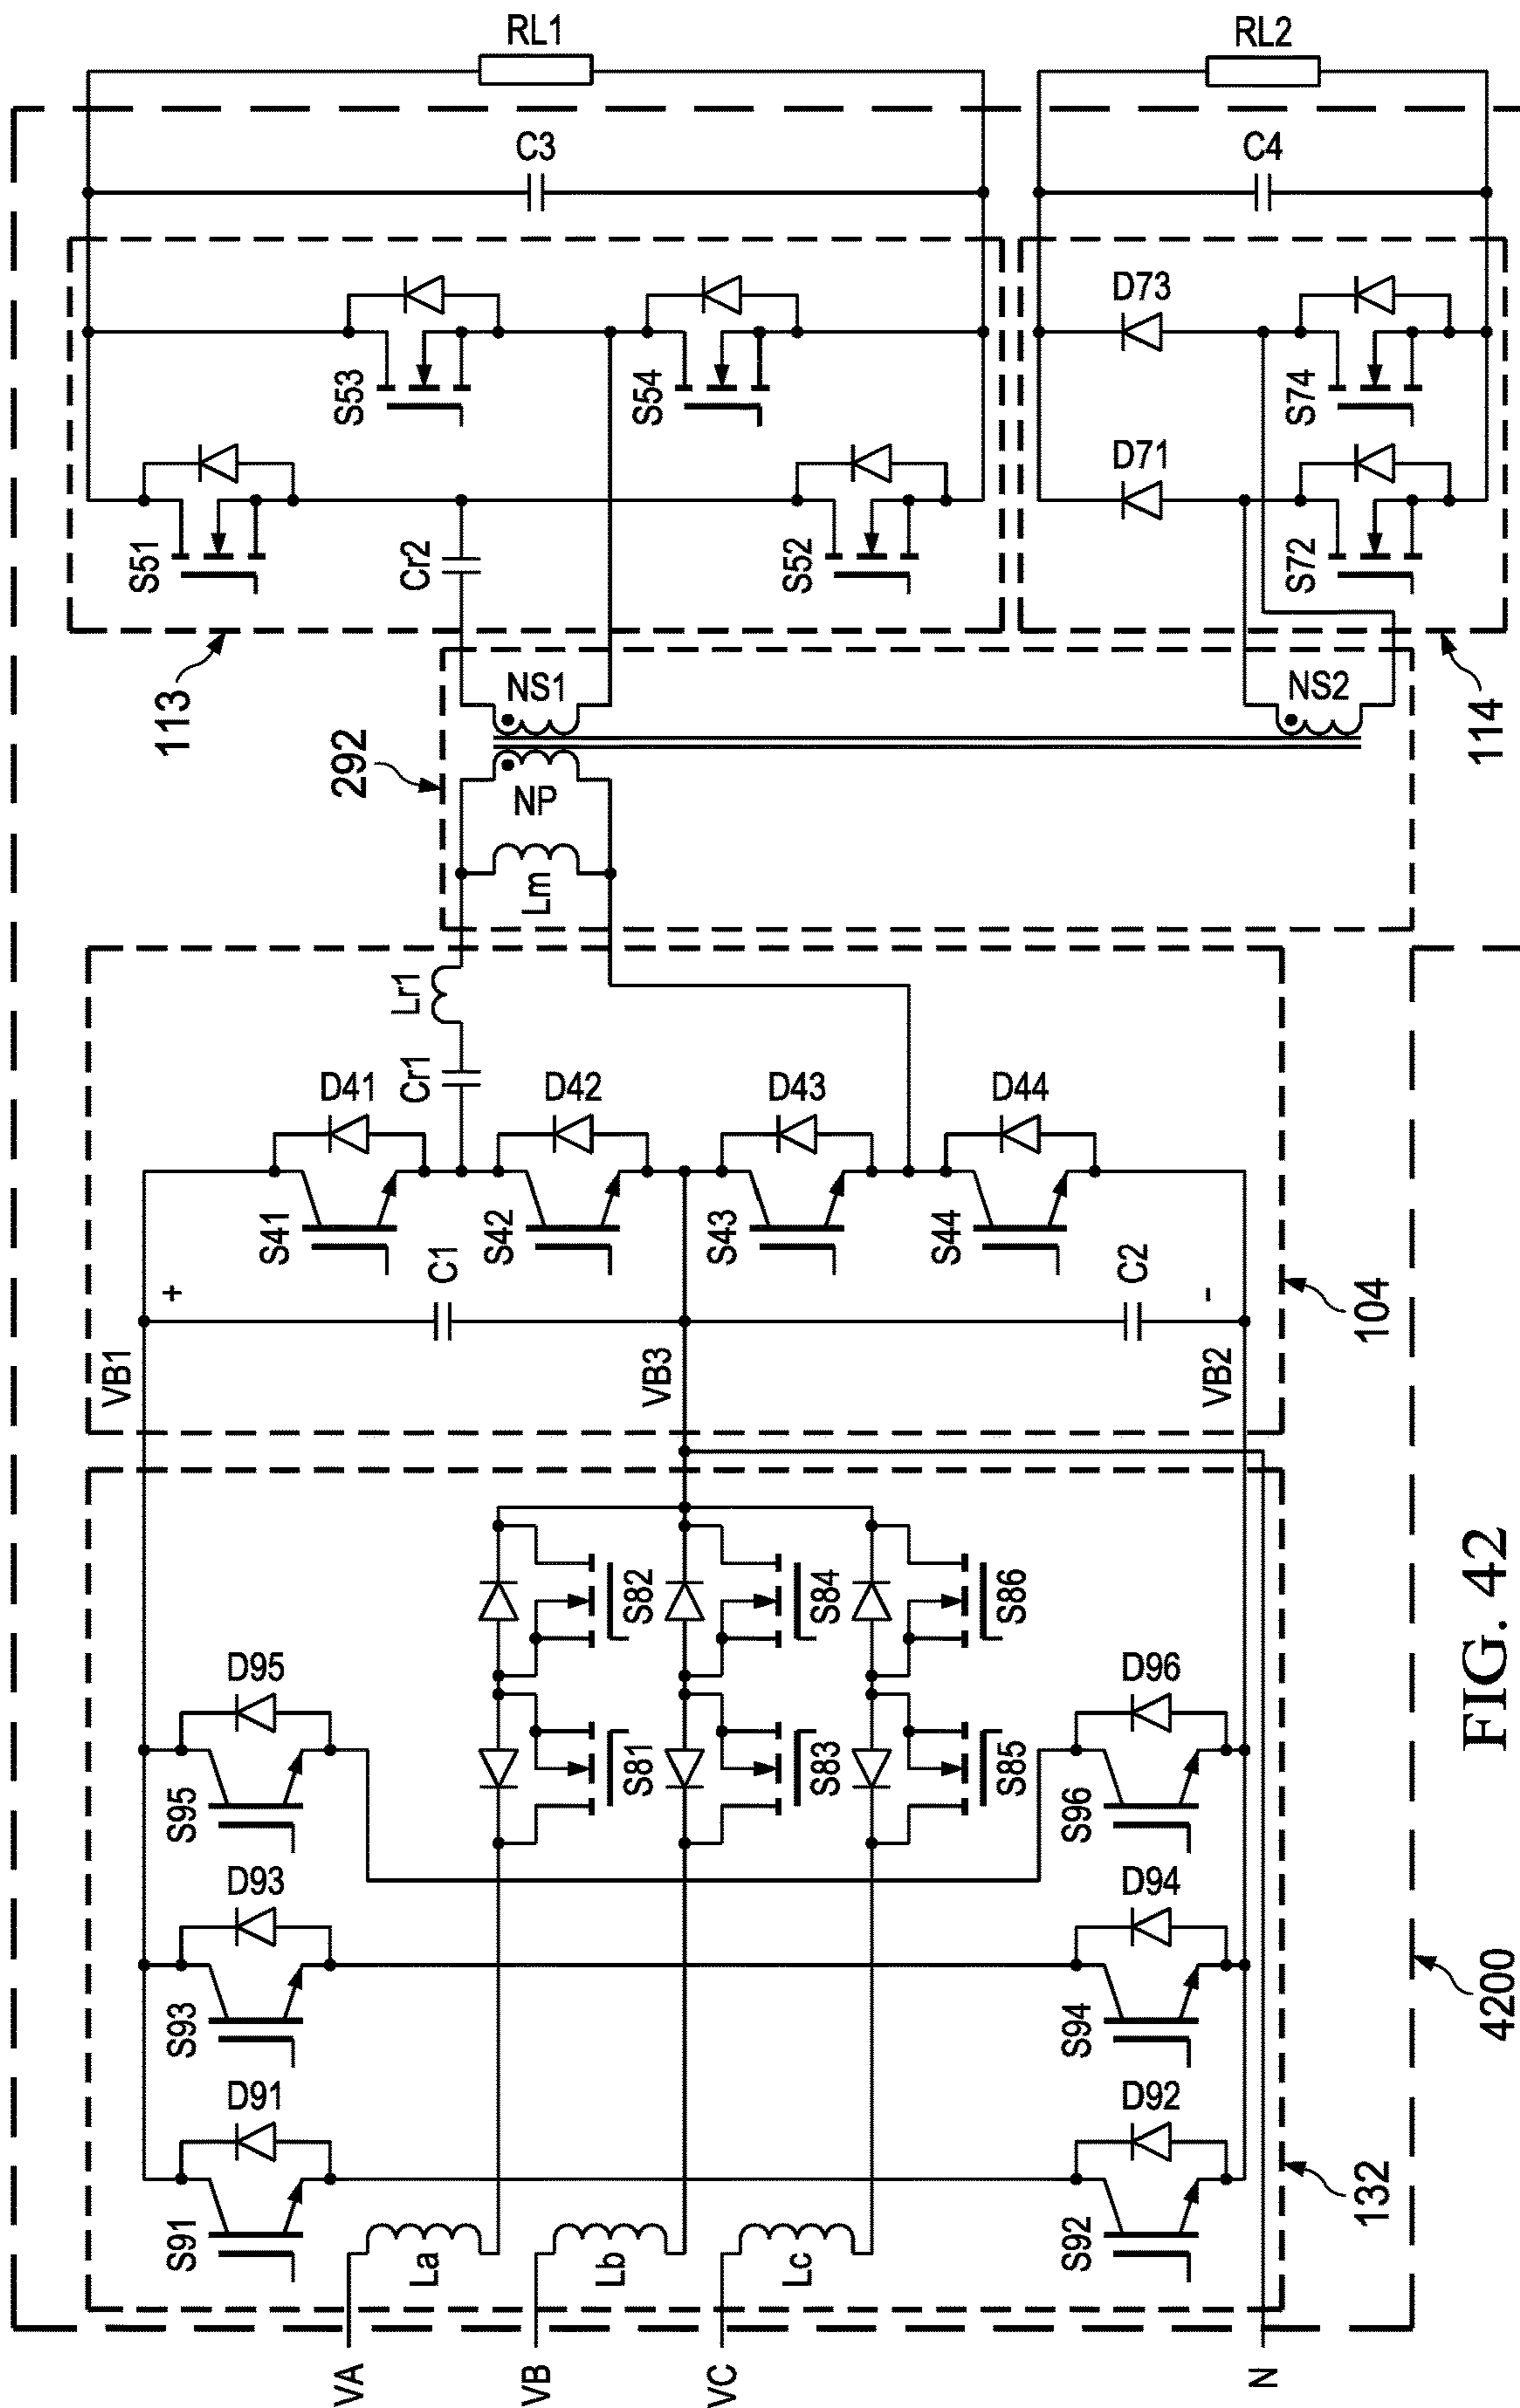 RL1
RL2
C3
C4
D73
S53
S54
S74
D71
S51
Cr2
S52
S72
113
NS1
NS2
114
292
NP
Lm
Lr1
Cr1
D41
D42
D43
D44
S41
S42
S43
S44
C1
C2
+
-
VB1
VB3
VB2
104
S82
S84
S86
D95
D96
S81
S83
S85
S95
S96
D93
D94
S93
S94
D91
D92
S91
S92
La
Lb
Lc
132
VA
VB
VC
N
4200
FIG. 42